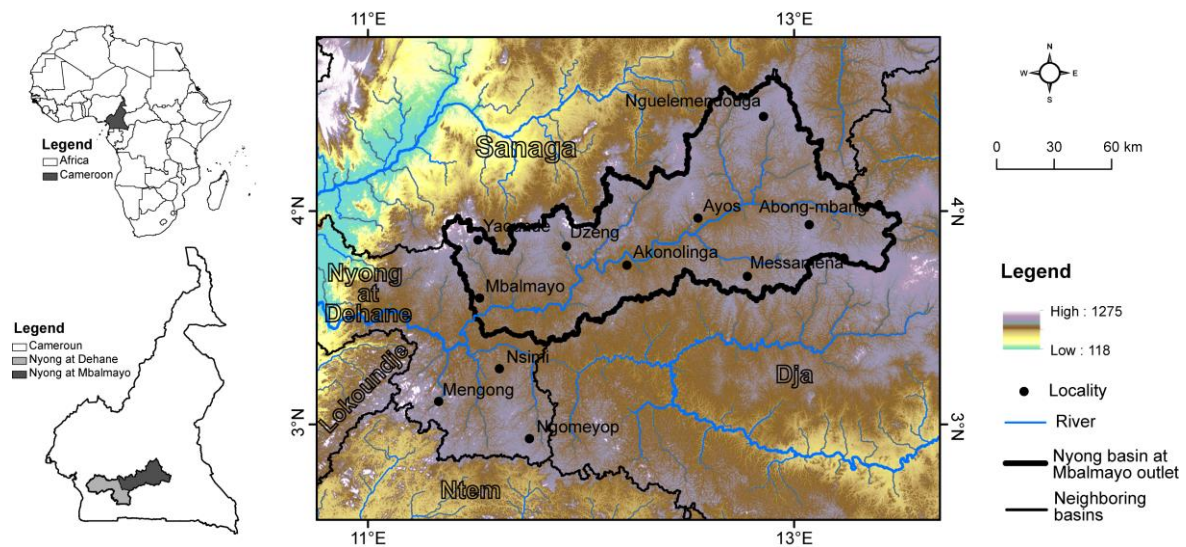 Legend
Africa
Cameroon
Legend
Cameroun
Nyong at Dehane
Nyong at Mbalmayo
11°E
13°E
4°N
3°N
Nguelemendouga
Sanaga
Ayos
Abong-mbang
Yaounde
Dzeng
Akonolinga
Messamena
Nyong
at
Dehane
Mbalmayo
Nsimi
Dja
Lokoundje
Mengong
Ngomeyop
Ntem
4°N
3°N
11°E
13°E
N
W
E
S
0
30
60 km
Legend
High : 1275
Low : 118
Locality
River
Nyong basin at
Mbalmayo outlet
Neighboring
basins